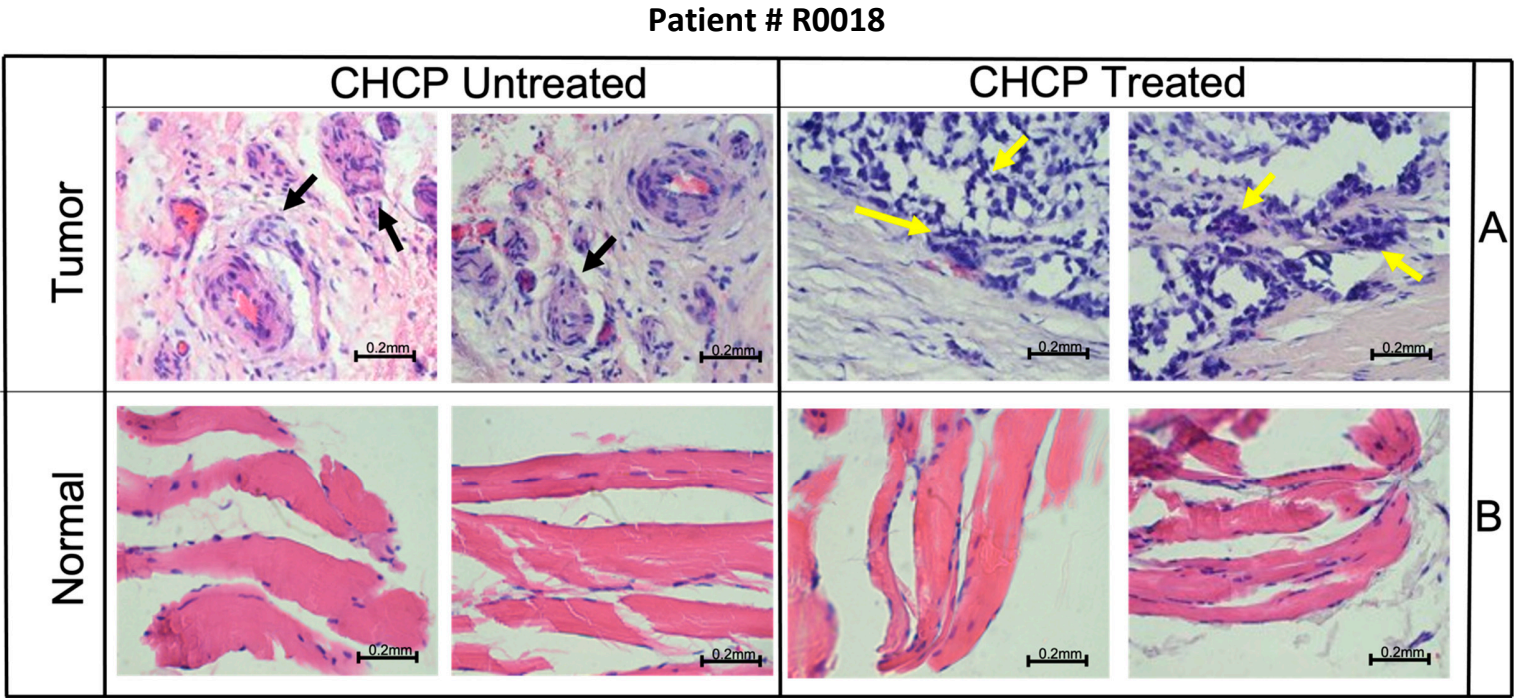 Patient # R0018
CHCP Untreated
CHCP Treated
Tumor
0.2mm
0.2mm
0.2mm
0.2mm
A
Normal
0.2mm
0.2mm
0.2mm
0.2mm
B